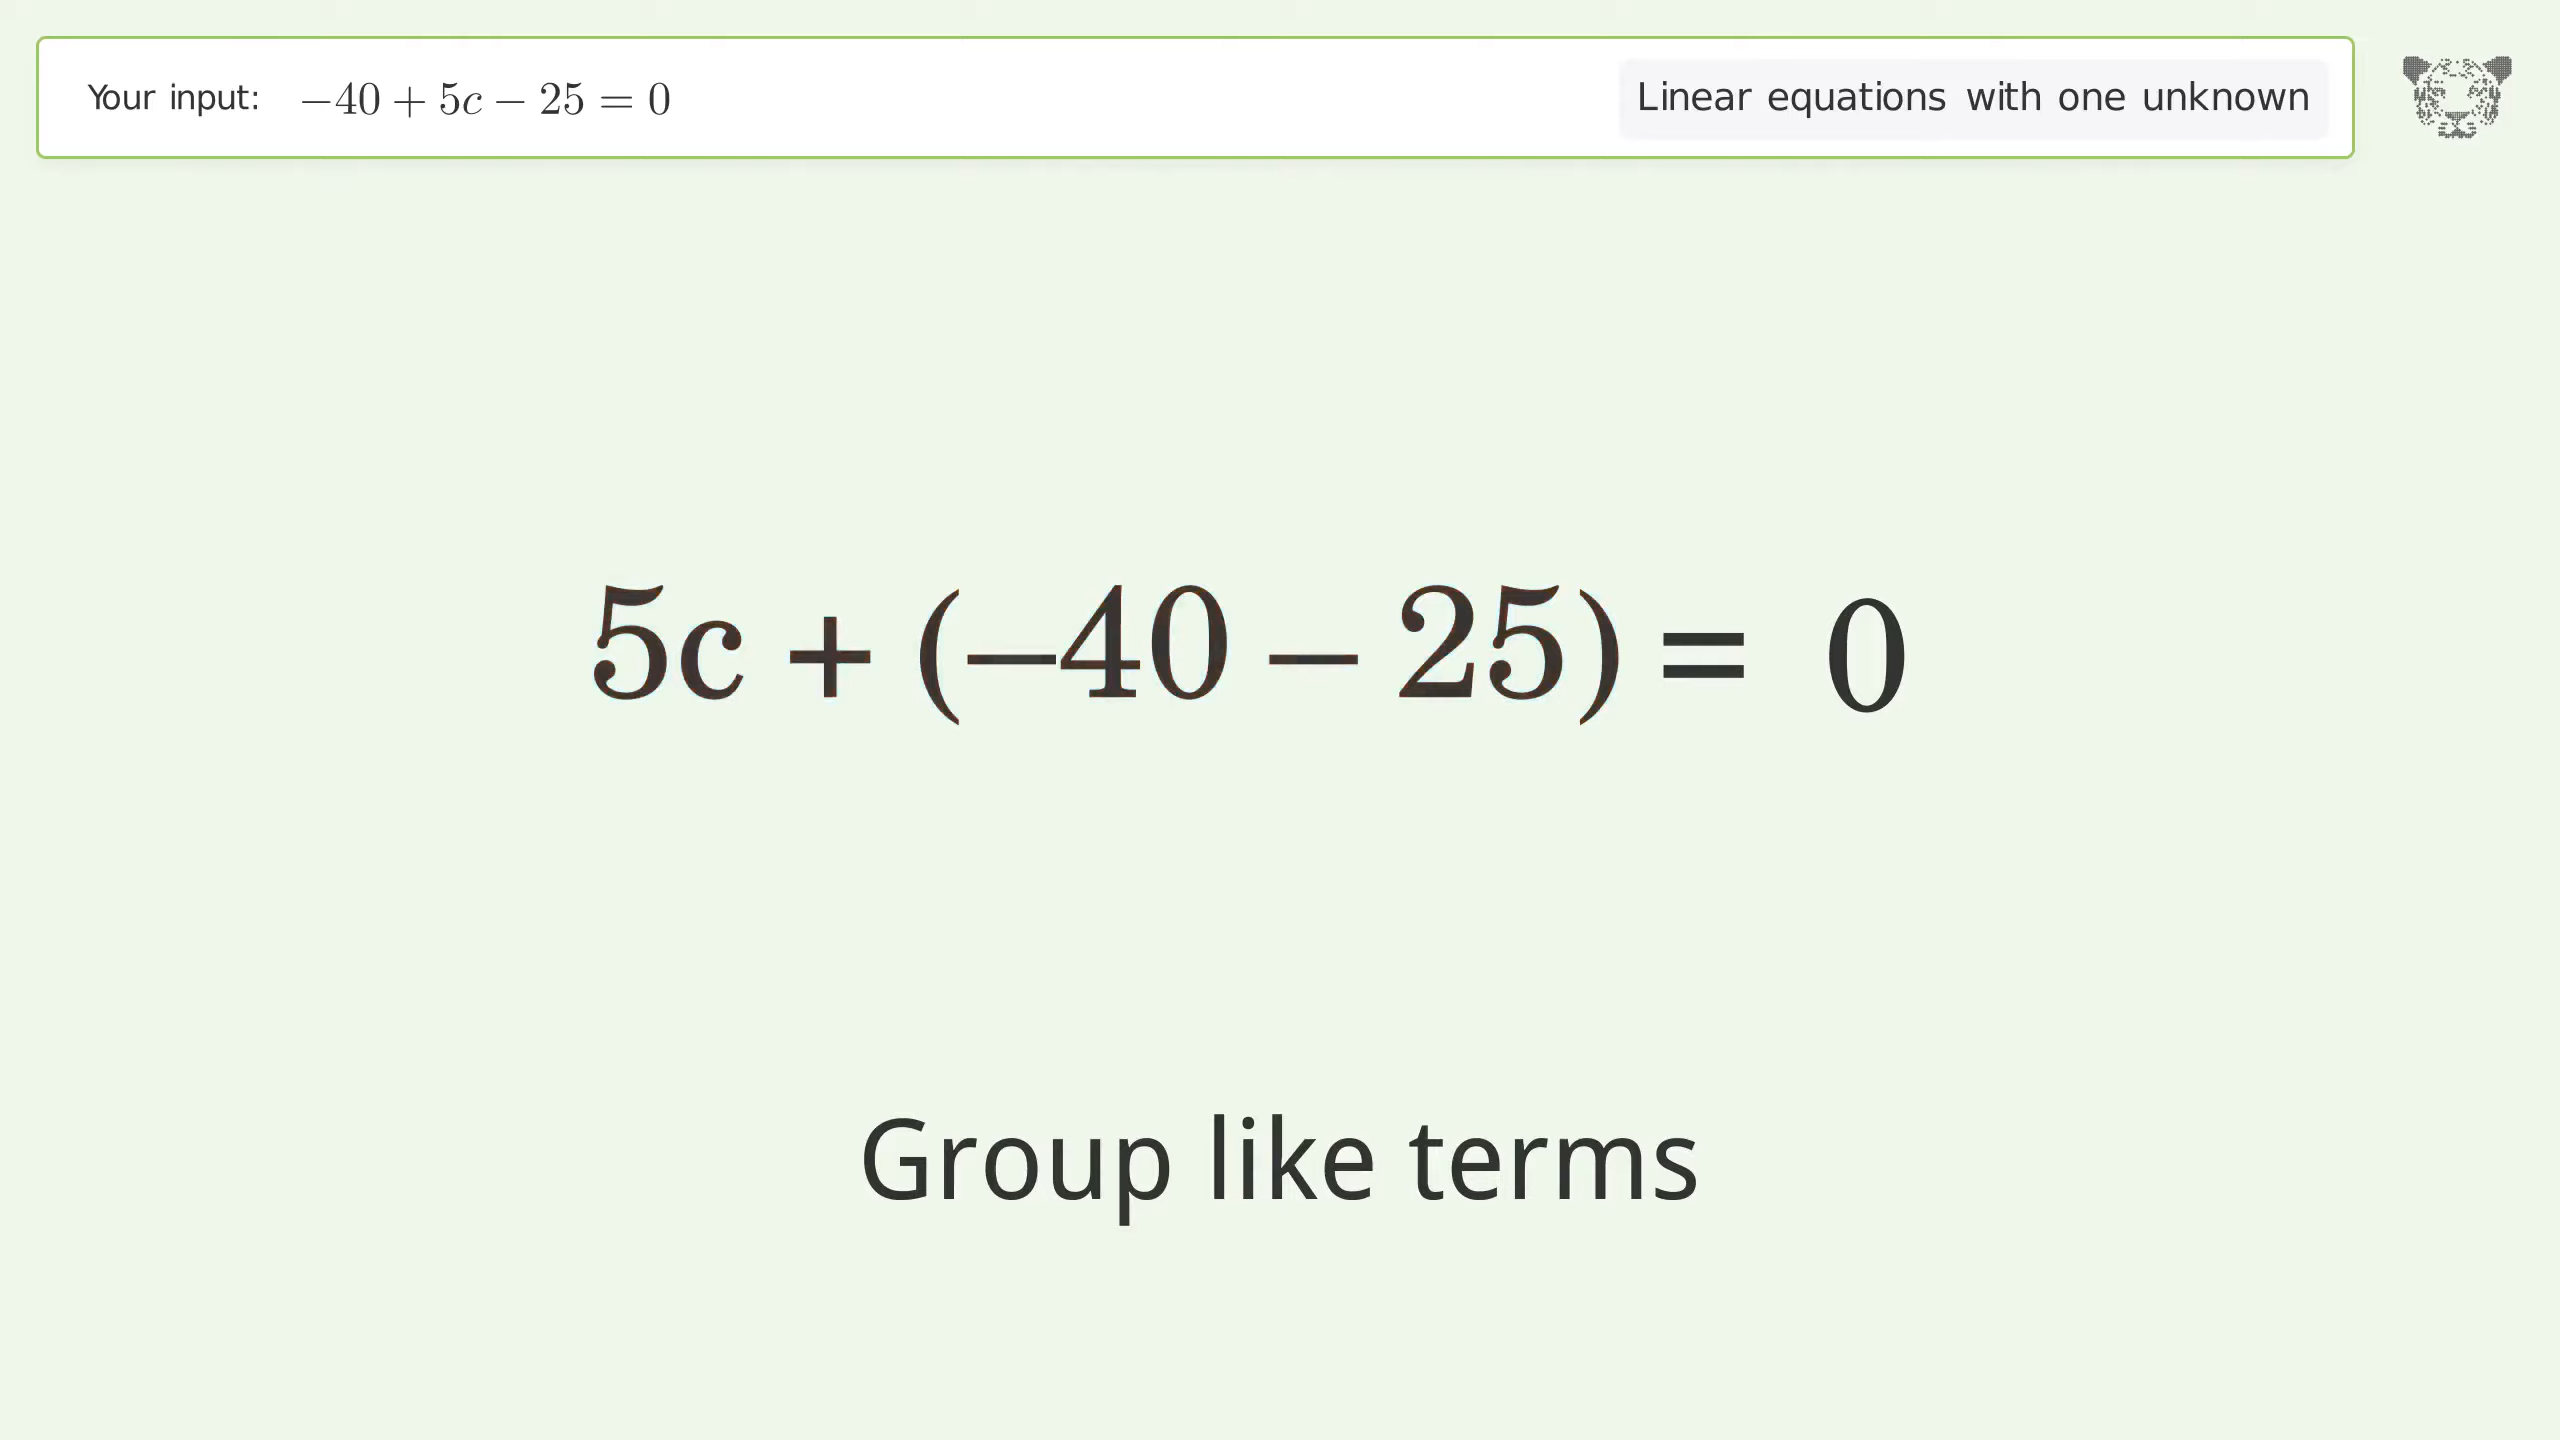 Your input: −40 + 5c − 25 = 0
Linear equations with one unknown
5c + (−40 − 25) = 0
Group like terms